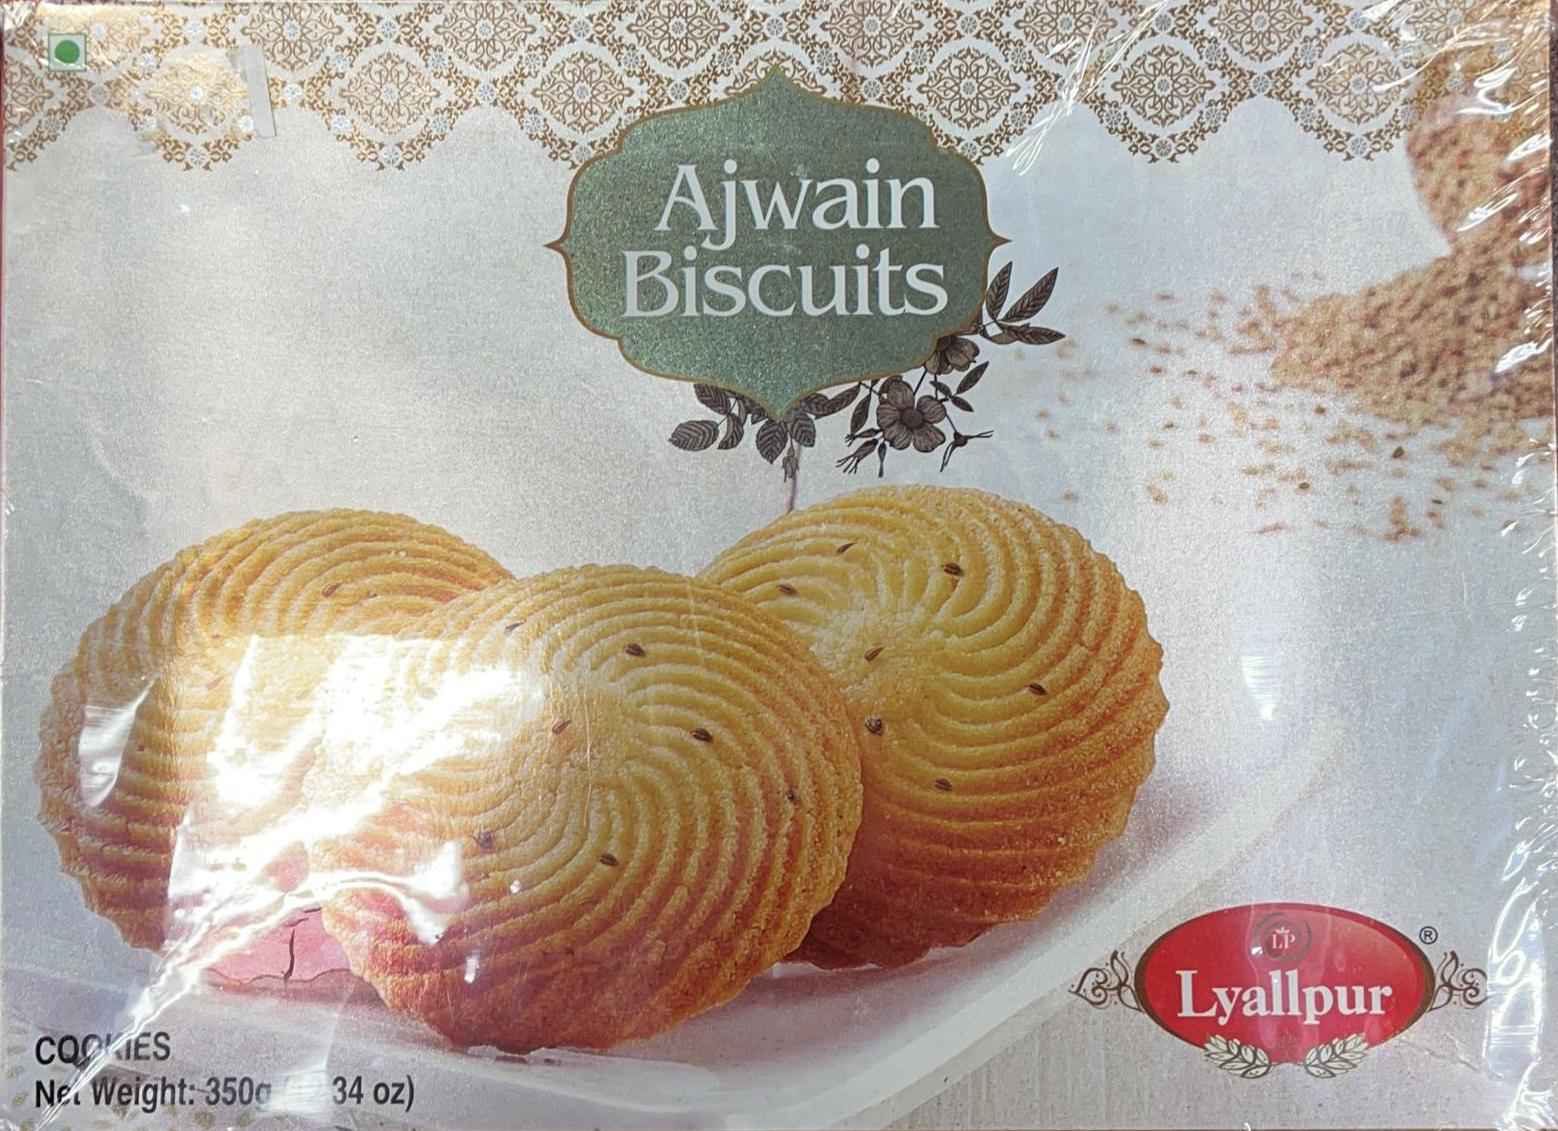 Ajwain
Biscuits
LP
Lyallpur
®
COOKIES
Net Weight: 350g 34 oz)